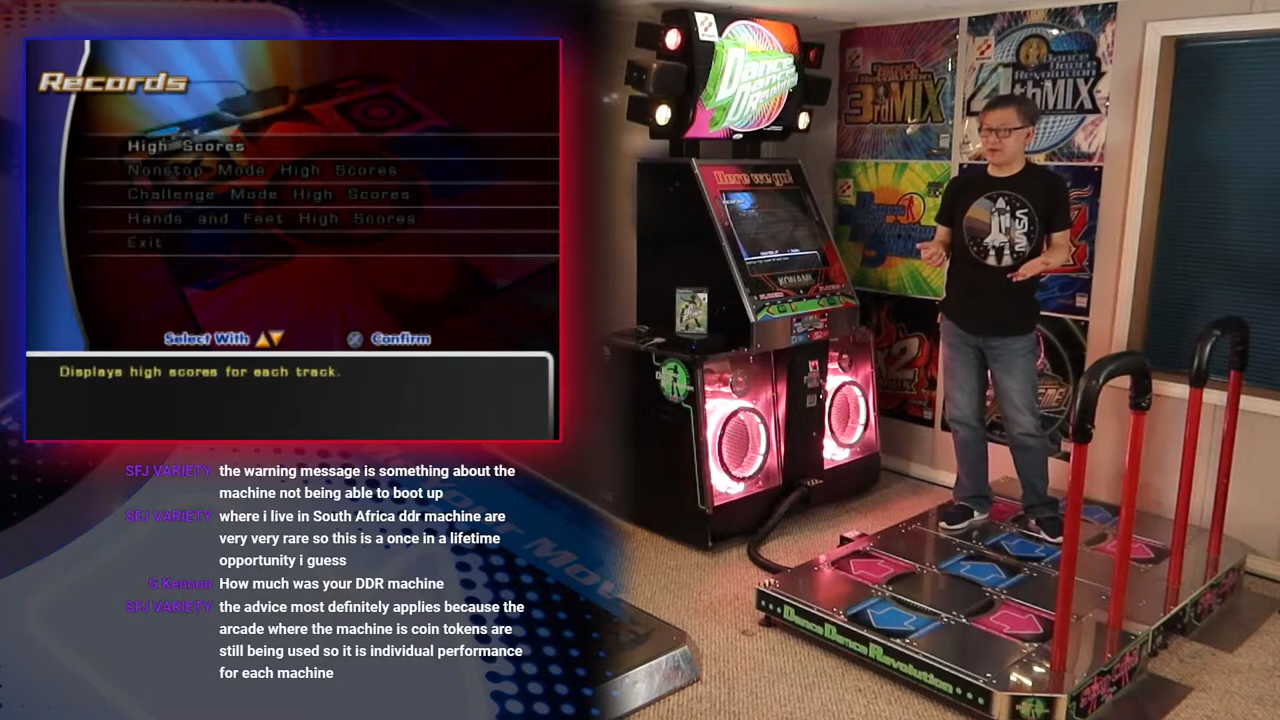 Records
High Scores
Nonstop Mode High Scores
Challenge Mode High Scores
Hands and Feet High Scores
Exit
Select With
Confirm
Displays high scores for each track.
SFJ VARIETY the warning message is something about the
machine not being able to boot up
SFJ VARIETY where i live in South Africa ddr machine are
very very rare so this is a once in a lifetime
opportunity i guess
G Kennon How much was your DDR machine
SFJ VARIETY the advice most definitely applies because the
arcade where the machine is coin tokens are
still being used so it is individual performance
for each machine
Dance
Dance
Revolution
Here we go!
KONAMI
3rdMIX
Dance
Dance
Revolution
4thMIX
Dance Dance Revolution